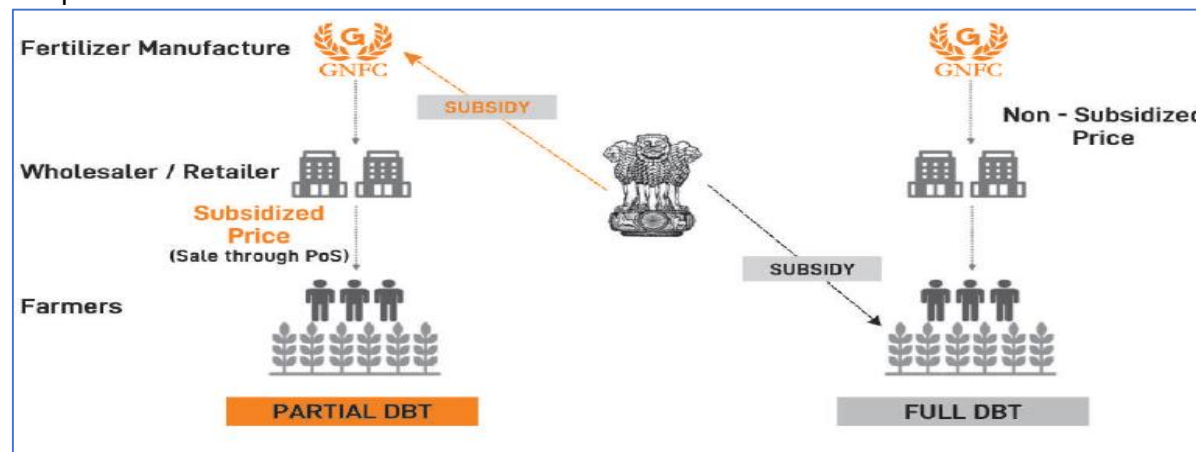 Fertilizer Manufacture
G
GNFC
SUBSIDY
G
GNFC
Non - Subsidized
Price
Wholesaler / Retailer
Subsidized
Price
(Sale through PoS)
SUBSIDY
Farmers
PARTIAL DBT
FULL DBT